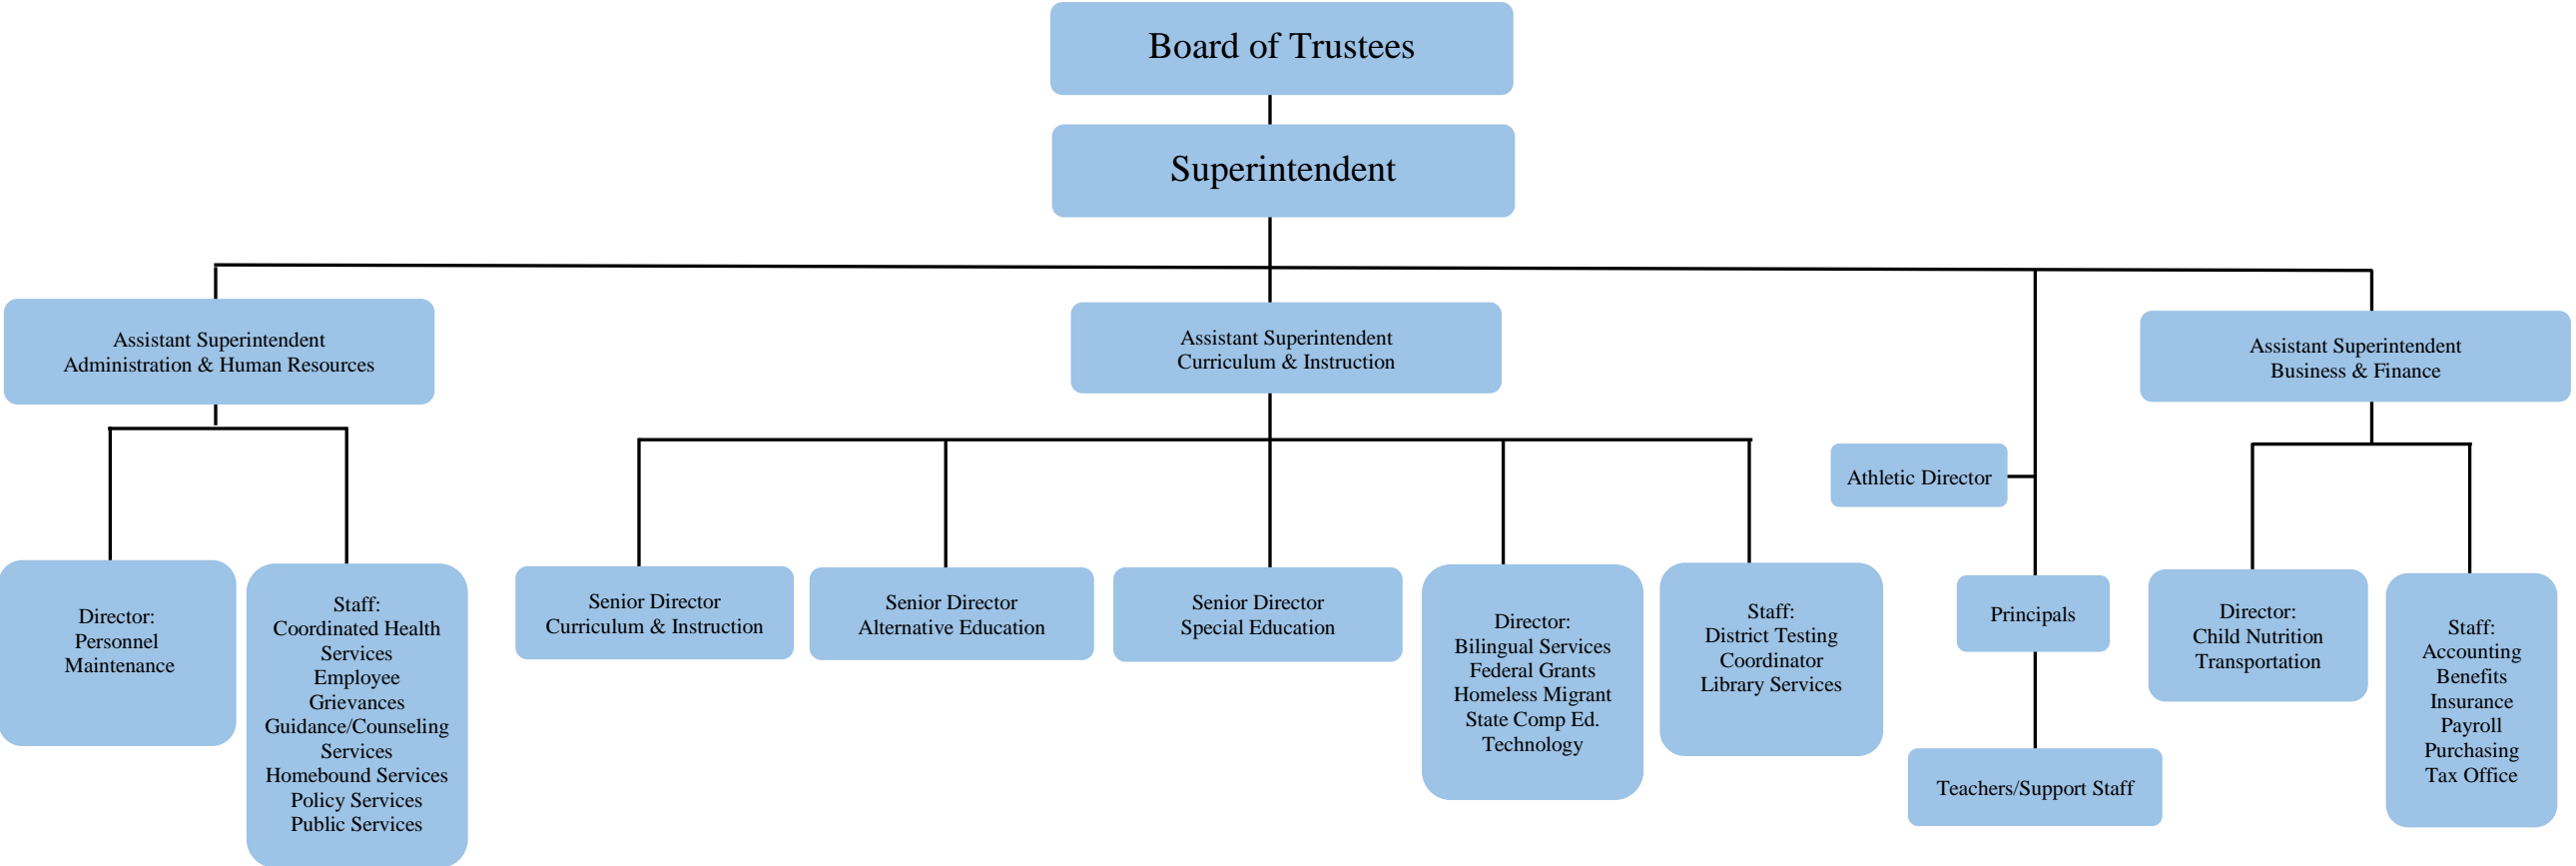 Board of Trustees
Superintendent
Assistant Superintendent
Administration & Human Resources
Assistant Superintendent
Curriculum & Instruction
Assistant Superintendent
Business & Finance
Athletic Director
Director:
Personnel
Maintenance
Staff:
Coordinated Health
Services
Employee
Grievances
Guidance/Counseling
Services
Homebound Services
Policy Services
Public Services
Senior Director
Curriculum & Instruction
Senior Director
Alternative Education
Senior Director
Special Education
Director:
Bilingual Services
Federal Grants
Homeless Migrant
State Comp Ed.
Technology
Staff:
District Testing
Coordinator
Library Services
Principals
Teachers/Support Staff
Director:
Child Nutrition
Transportation
Staff:
Accounting
Benefits
Insurance
Payroll
Purchasing
Tax Office